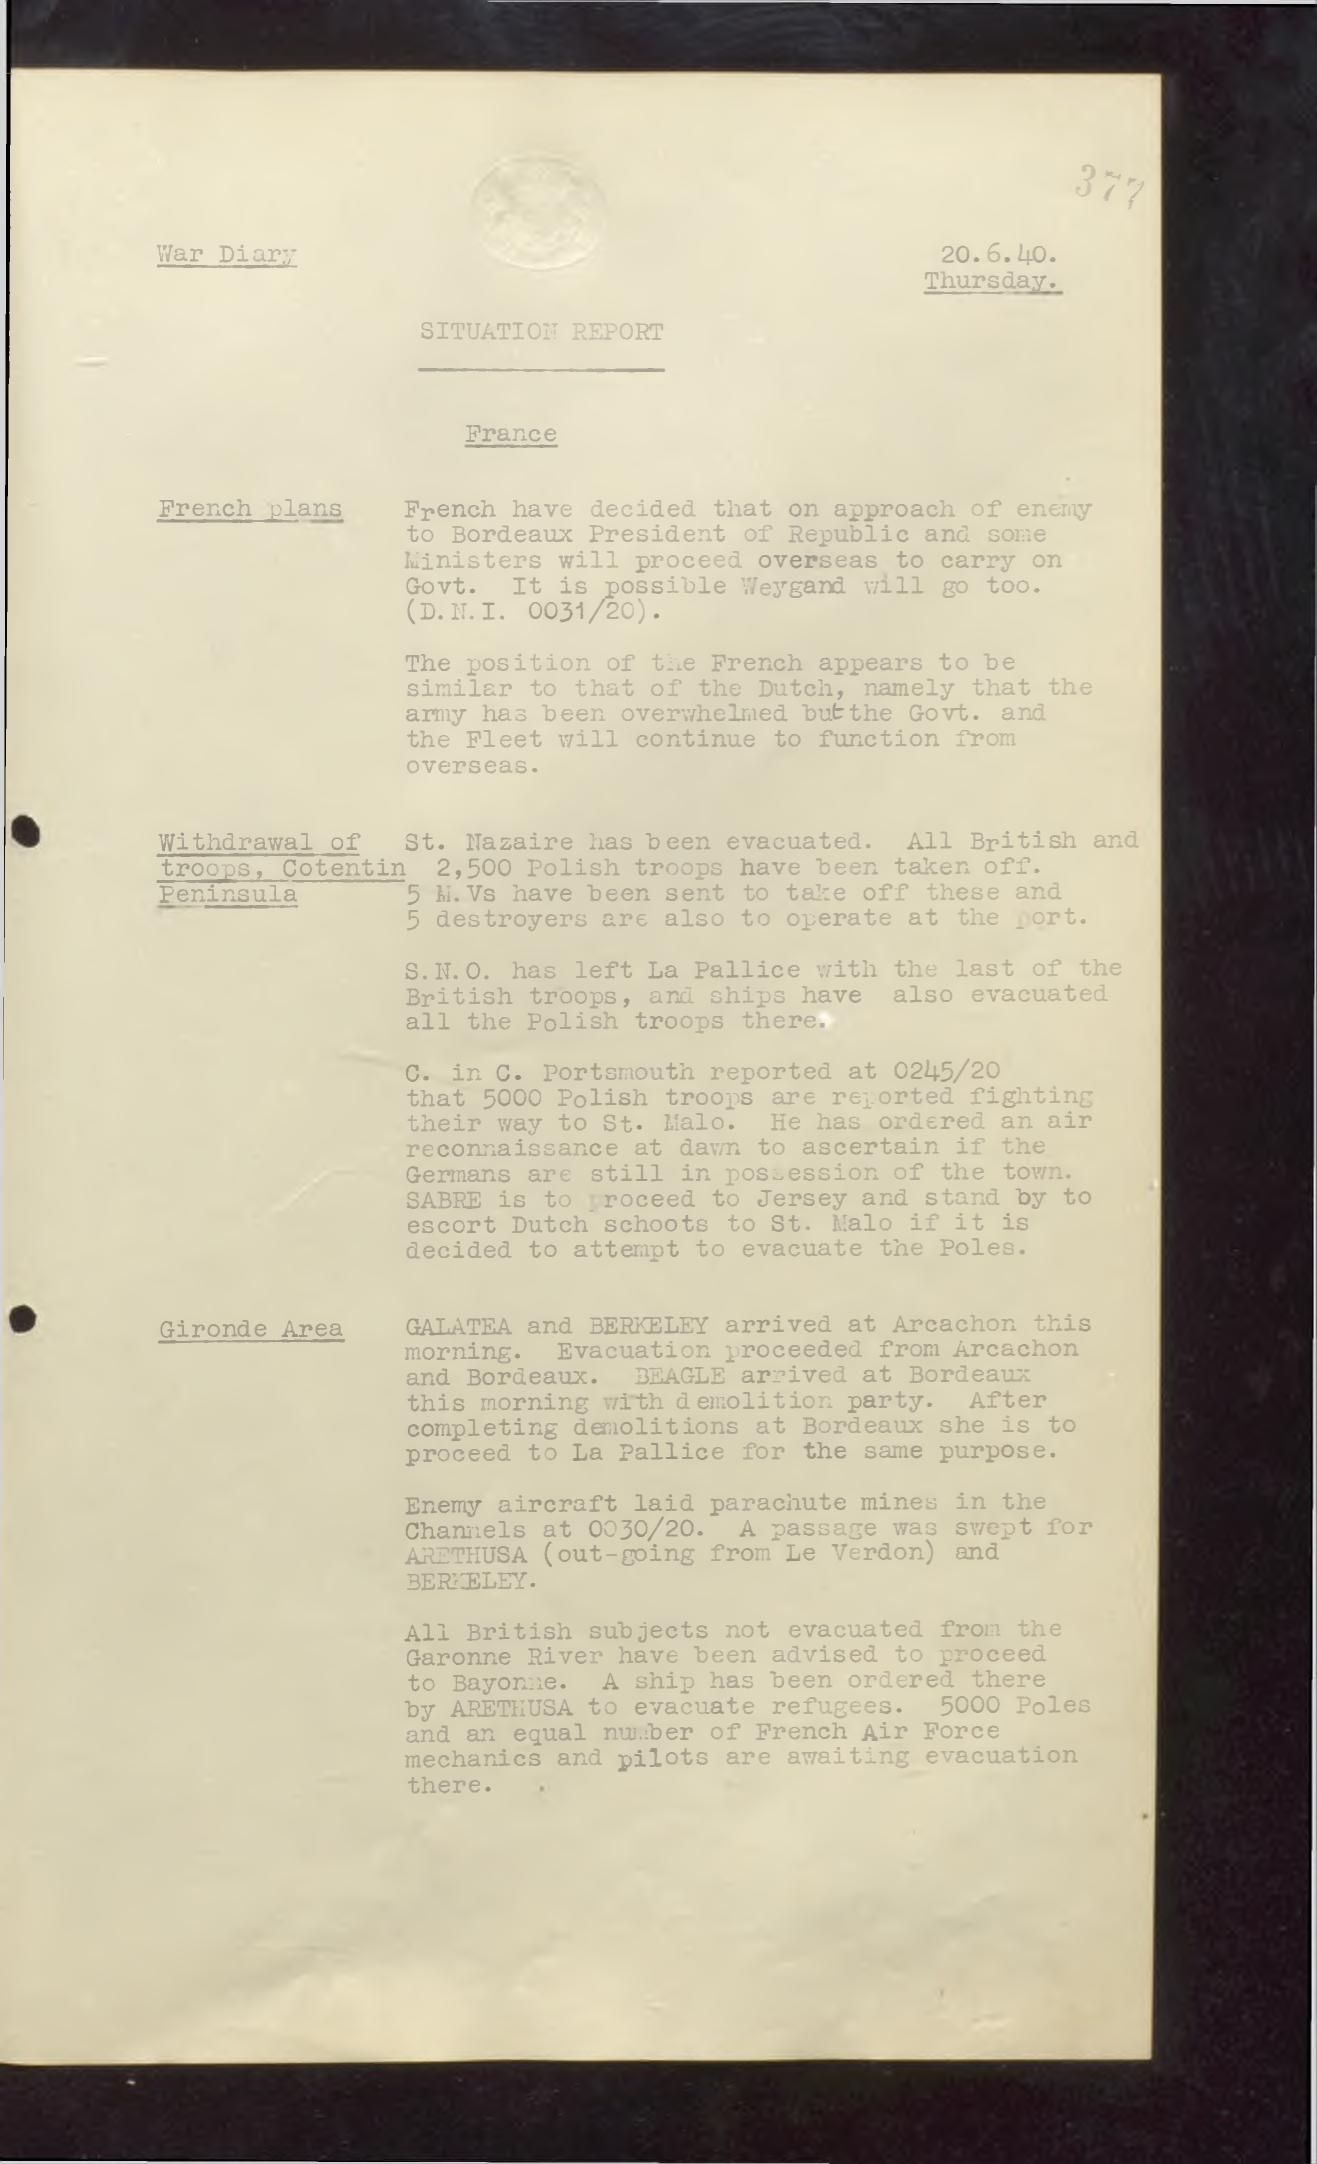 377
War Diary
20.6.40.
Thursday.
SITUATION REPORT
France
French plans
French have decided that on approach of enemy
to Bordeaux President of Republic and some
Ministers will proceed overseas to carry on
Govt. It is possible Weygand will go too.
(D.N.I. 0031/20).
The position of the French appears to be
similar to that of the Dutch, namely that the
army has been overwhelmed but the Govt. and
the Fleet will continue to function from
overseas.
Withdrawal of
troops, Cotentin
Peninsula
St. Nazaire has been evacuated. All British and
2,500 Polish troops have been taken off.
5 M.Vs have been sent to take off these and
5 destroyers are also to operate at the port.
S.N.O. has left La Pallice with the last of the
British troops, and ships have also evacuated
all the Polish troops there.
C. in C. Portsmouth reported at 0245/20
that 5000 Polish troops are reported fighting
their way to St. Malo. He has ordered an air
reconnaissance at dawn to ascertain if the
Germans are still in possession of the town.
SABRE is to proceed to Jersey and stand by to
escort Dutch schoots to St. Malo if it is
decided to attempt to evacuate the Poles.
Gironde Area
GALATEA and BERKELEY arrived at Arcachon this
morning. Evacuation proceeded from Arcachon
and Bordeaux. BEAGLE arrived at Bordeaux
this morning with demolition party. After
completing demolitions at Bordeaux she is to
proceed to La Pallice for the same purpose.
Enemy aircraft laid parachute mines in the
Channels at 0030/20. A passage was swept for
ARETHUSA (out-going from Le Verdon) and
BERKELEY.
All British subjects not evacuated from the
Garonne River have been advised to proceed
to Bayonne. A ship has been ordered there
by ARETHUSA to evacuate refugees. 5000 Poles
and an equal number of French Air Force
mechanics and pilots are awaiting evacuation
there.